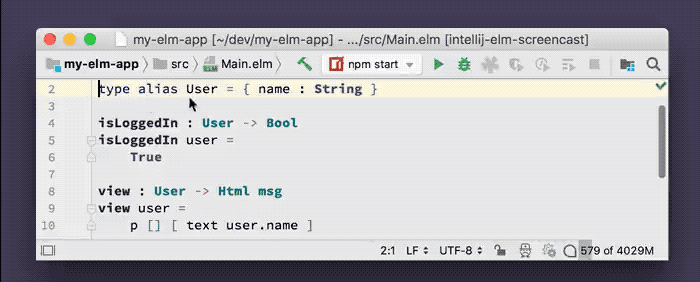 my-elm-app [~/dev/my-elm-app] - .../src/Main.elm [intellij-elm-screencast]
my-elm-app src Main.elm npm start
2 type alias User = { name : String }
3
4 isLoggedIn : User -> Bool
5 isLoggedIn user =
6 True
7
8 view : User -> Html msg
9 view user =
10 p [] [ text user.name ]
2:1 LF UTF-8 579 of 4029M